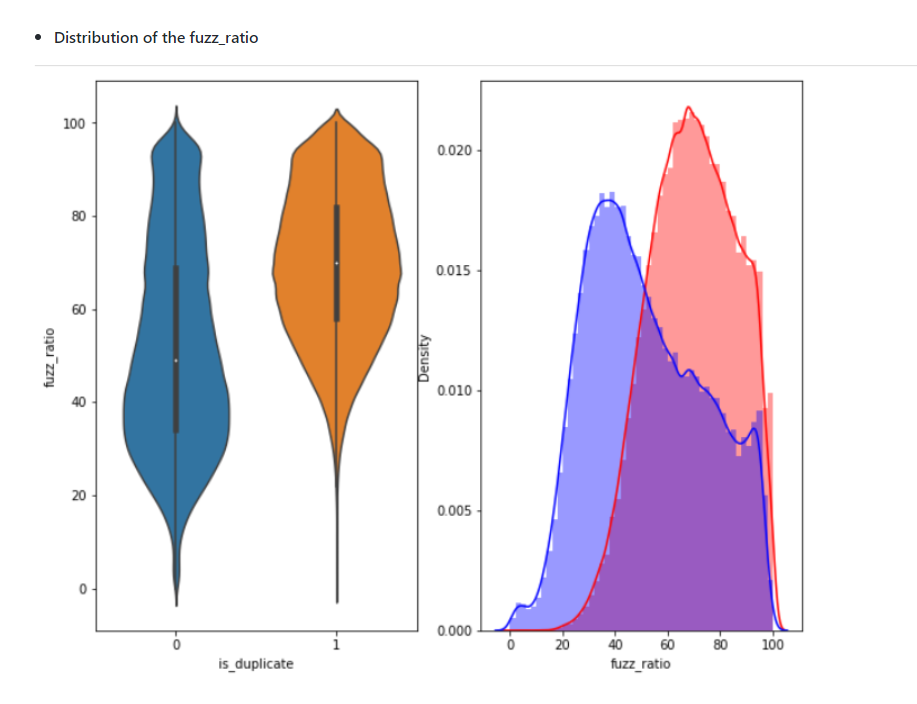 Distribution of the fuzz_ratio
fuzz_ratio
100
80
60
40
20
0
0 1
is_duplicate
Density
0.020
0.015
0.010
0.005
0.000
0 20 40 60 80 100
fuzz_ratio